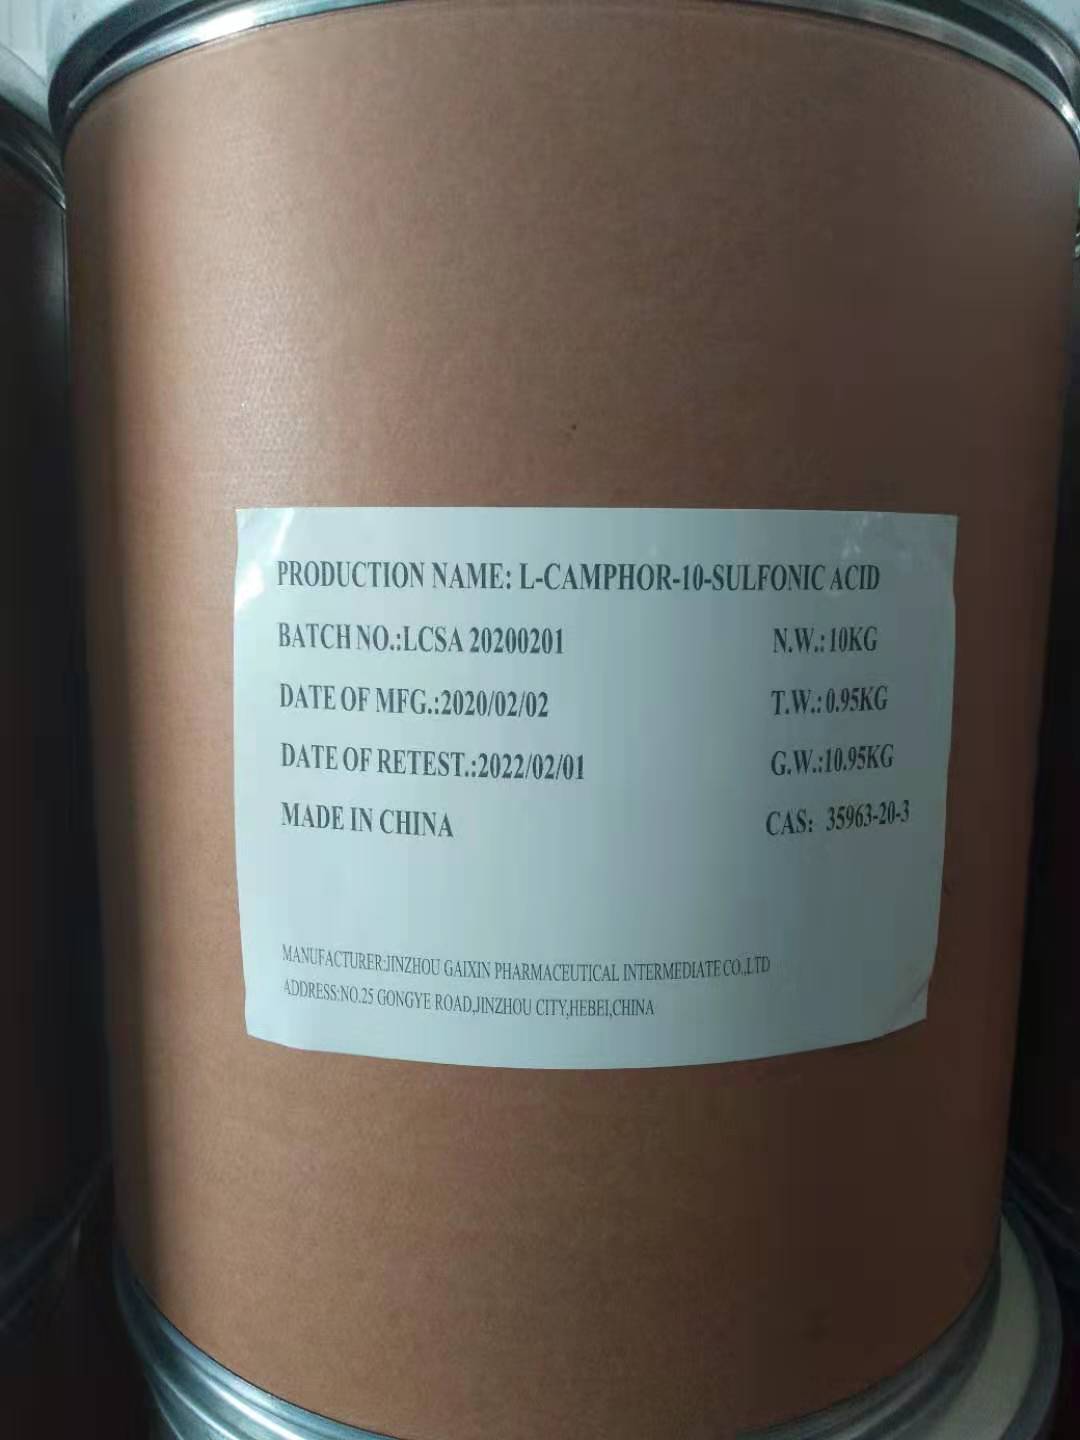 PRODUCTION NAME: L-CAMPHOR-10-SULFONIC ACID
BATCH NO.:LCSA 20200201 N.W.: 10KG
DATE OF MFG.:2020/02/02 T.W.: 0.95KG
DATE OF RETEST.:2022/02/01 G.W.:10.95KG
MADE IN CHINA CAS: 35963-20-3
MANUFACTURER:JINZHOU GAIXIN PHARMACEUTICAL INTERMEDIATE CO.,LTD
ADDRESS:NO.25 GONGYE ROAD,JINZHOU CITY,HEBEI,CHINA